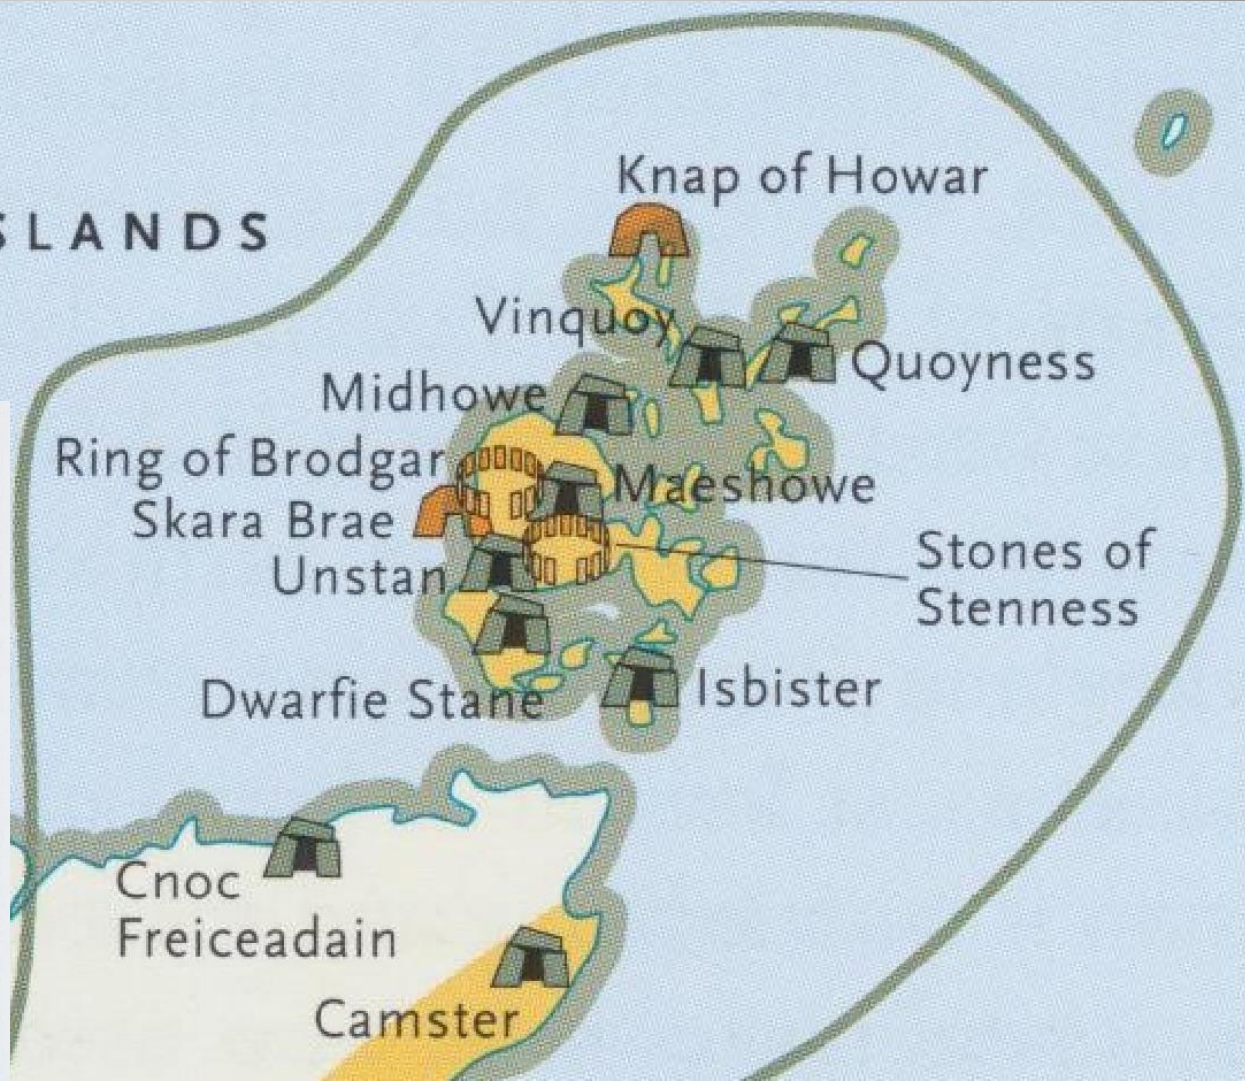 Knap of Howar
SLANDS
Vinquoy
Quoyness
Midhowe
Ring of Brodgar
Maeshowe
Skara Brae
Stones of
Stenness
Unstan
Dwarfie Stane
Isbister
Cnoc
Freiceadain
Camster